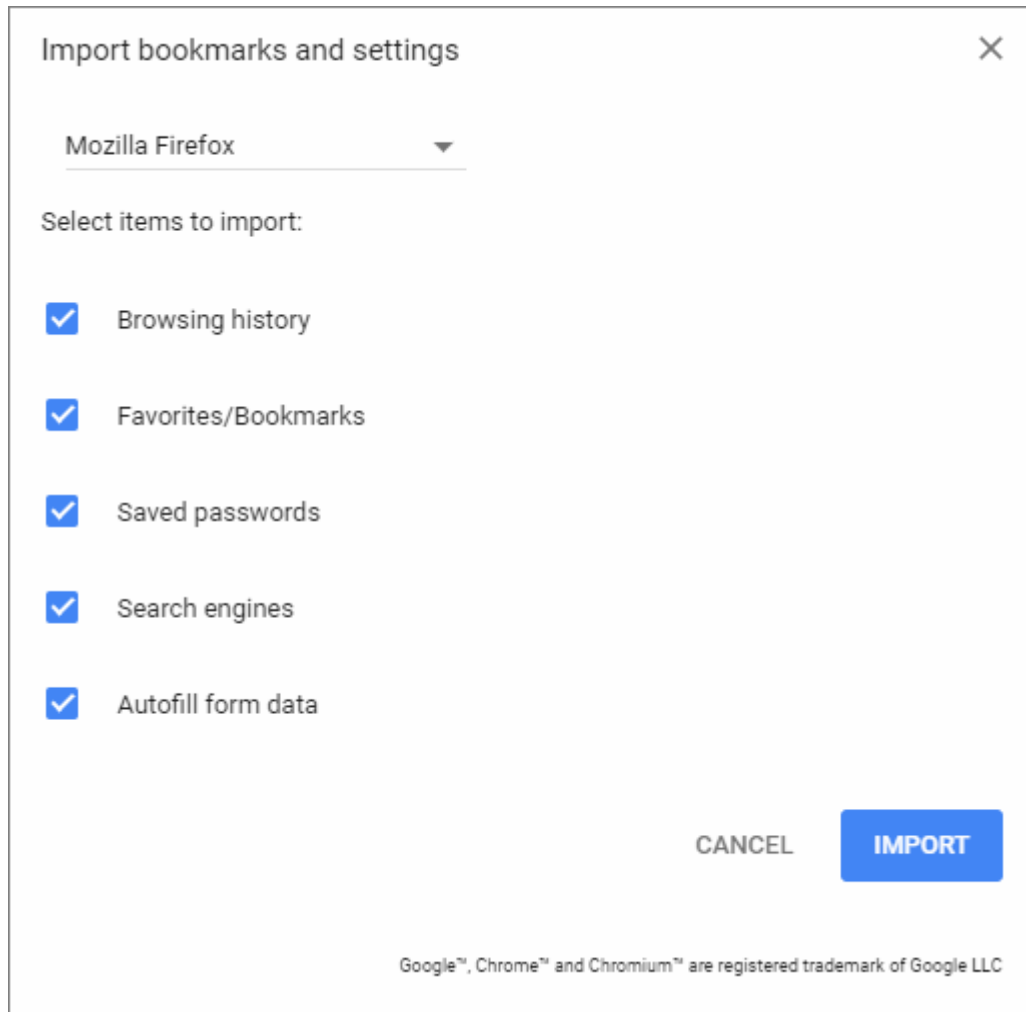 Import bookmarks and settings
Mozilla Firefox
Select items to import:
Browsing history
Favorites/Bookmarks
Saved passwords
Search engines
Autofill form data
CANCEL
IMPORT
Google™, Chrome™ and Chromium™ are registered trademark of Google LLC